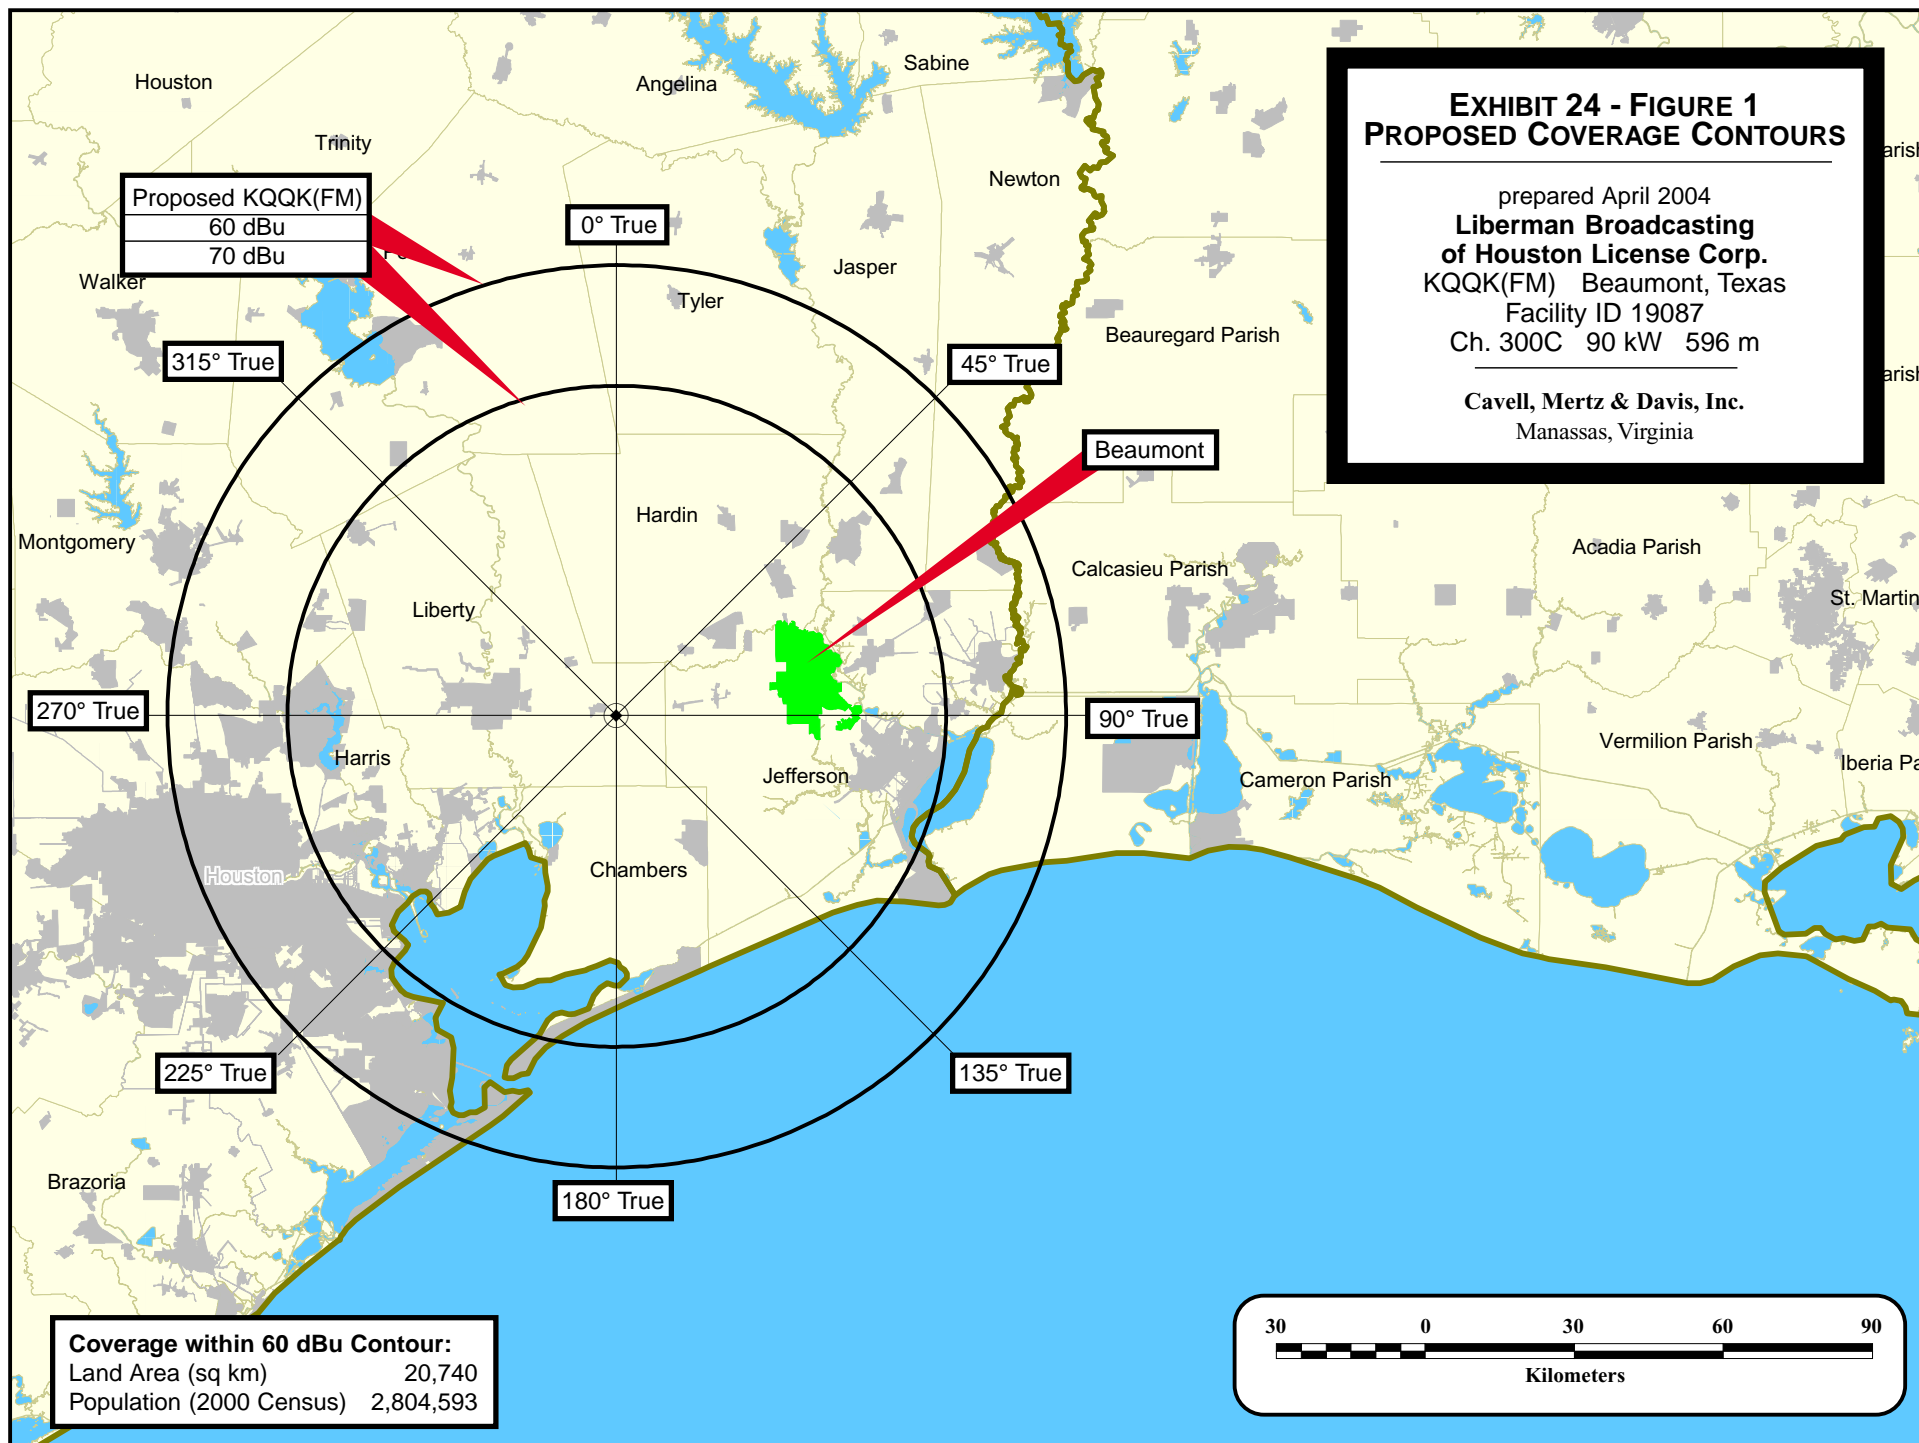 EXHIBIT 24 - FIGURE 1
PROPOSED COVERAGE CONTOURS
prepared April 2004
Liberman Broadcasting
of Houston License Corp.
KQQK(FM) Beaumont, Texas
Facility ID 19087
Ch. 300C 90 kW 596 m
Cavell, Mertz & Davis, Inc.
Manassas, Virginia
Houston
Angelina
Sabine
Trinity
Newton
Proposed KQQK(FM)
60 dBu
70 dBu
0° True
Walker
Jasper
Tyler
Beauregard Parish
315° True
45° True
Beaumont
Hardin
Montgomery
Acadia Parish
Calcasieu Parish
Liberty
St. Martin
270° True
90° True
Harris
Jefferson
Vermilion Parish
Iberia Pa
Cameron Parish
Houston
Chambers
225° True
135° True
Brazoria
180° True
Coverage within 60 dBu Contour:
Land Area (sq km) 20,740
Population (2000 Census) 2,804,593
30 0 30 60 90
Kilometers